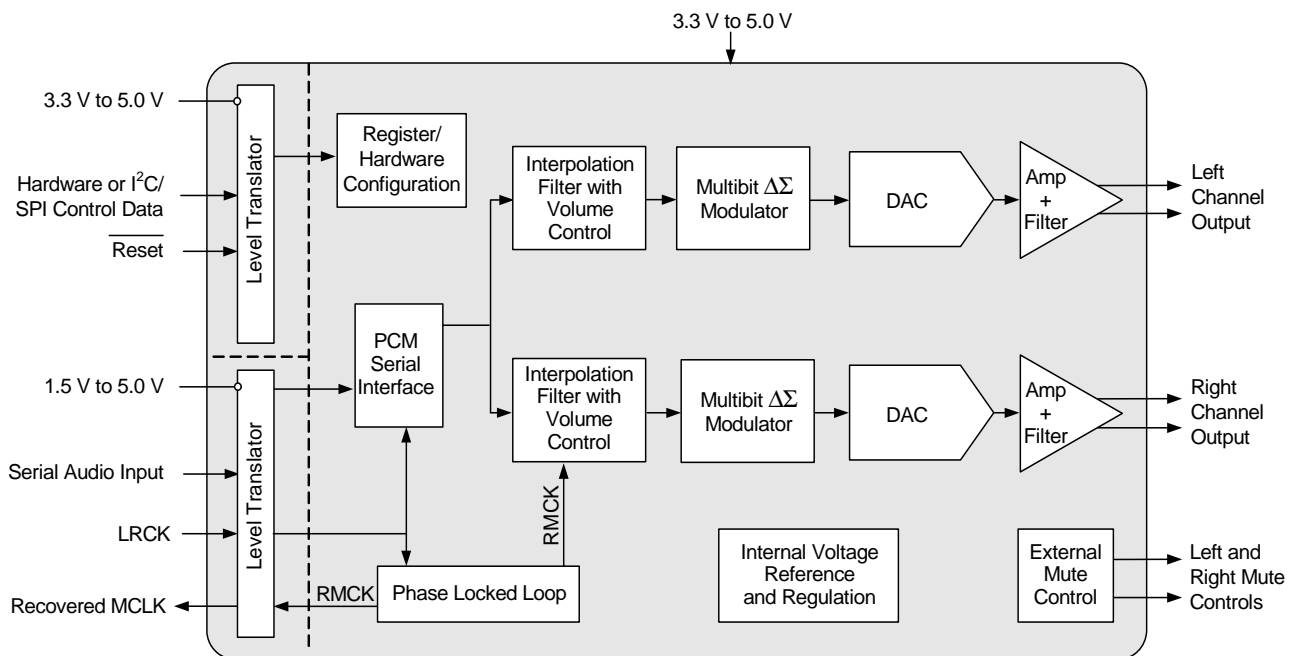 3.3 V to 5.0 V
3.3 V to 5.0 V
Hardware or I²C/
SPI Control Data
Reset
Level Translator
Register/
Hardware
Configuration
Interpolation
Filter with
Volume
Control
Multibit ΔΣ
Modulator
DAC
Amp
+
Filter
Left
Channel
Output
1.5 V to 5.0 V
Serial Audio Input
LRCK
Recovered MCLK
Level Translator
PCM
Serial
Interface
Interpolation
Filter with
Volume
Control
Multibit ΔΣ
Modulator
DAC
Amp
+
Filter
Right
Channel
Output
RMCK
RMCK
Phase Locked Loop
Internal Voltage
Reference
and Regulation
External
Mute
Control
Left and
Right Mute
Controls